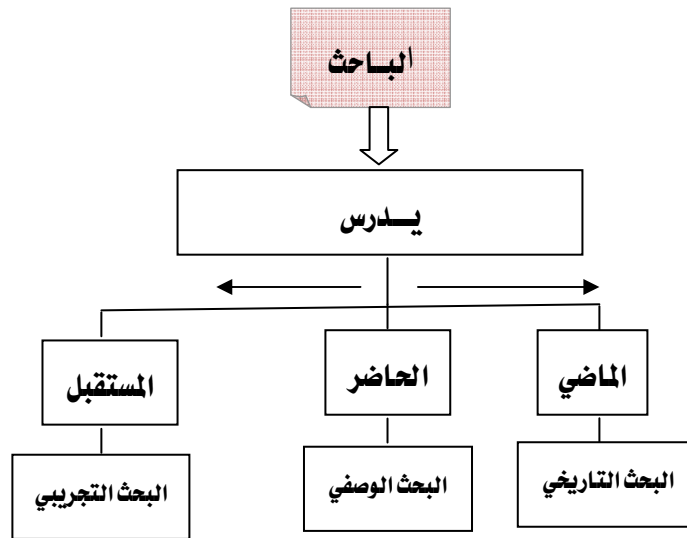 الباحث
يدرس
الماضي
الحاضر
المستقبل
البحث التاريخي
البحث الوصفي
البحث التجريبي